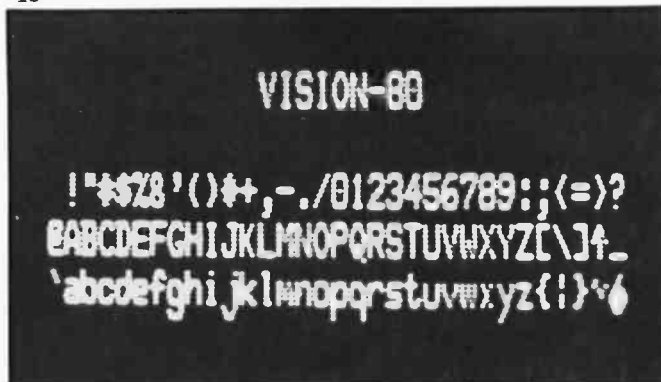 VISION-80
!"#$%&'()*+,-./0123456789:;<=>?
@ABCDEFGHIJKLMNOPQRSTUVWXYZ[\]↑_
`abcdefghijklmnopqrstuvwxyz{|}~